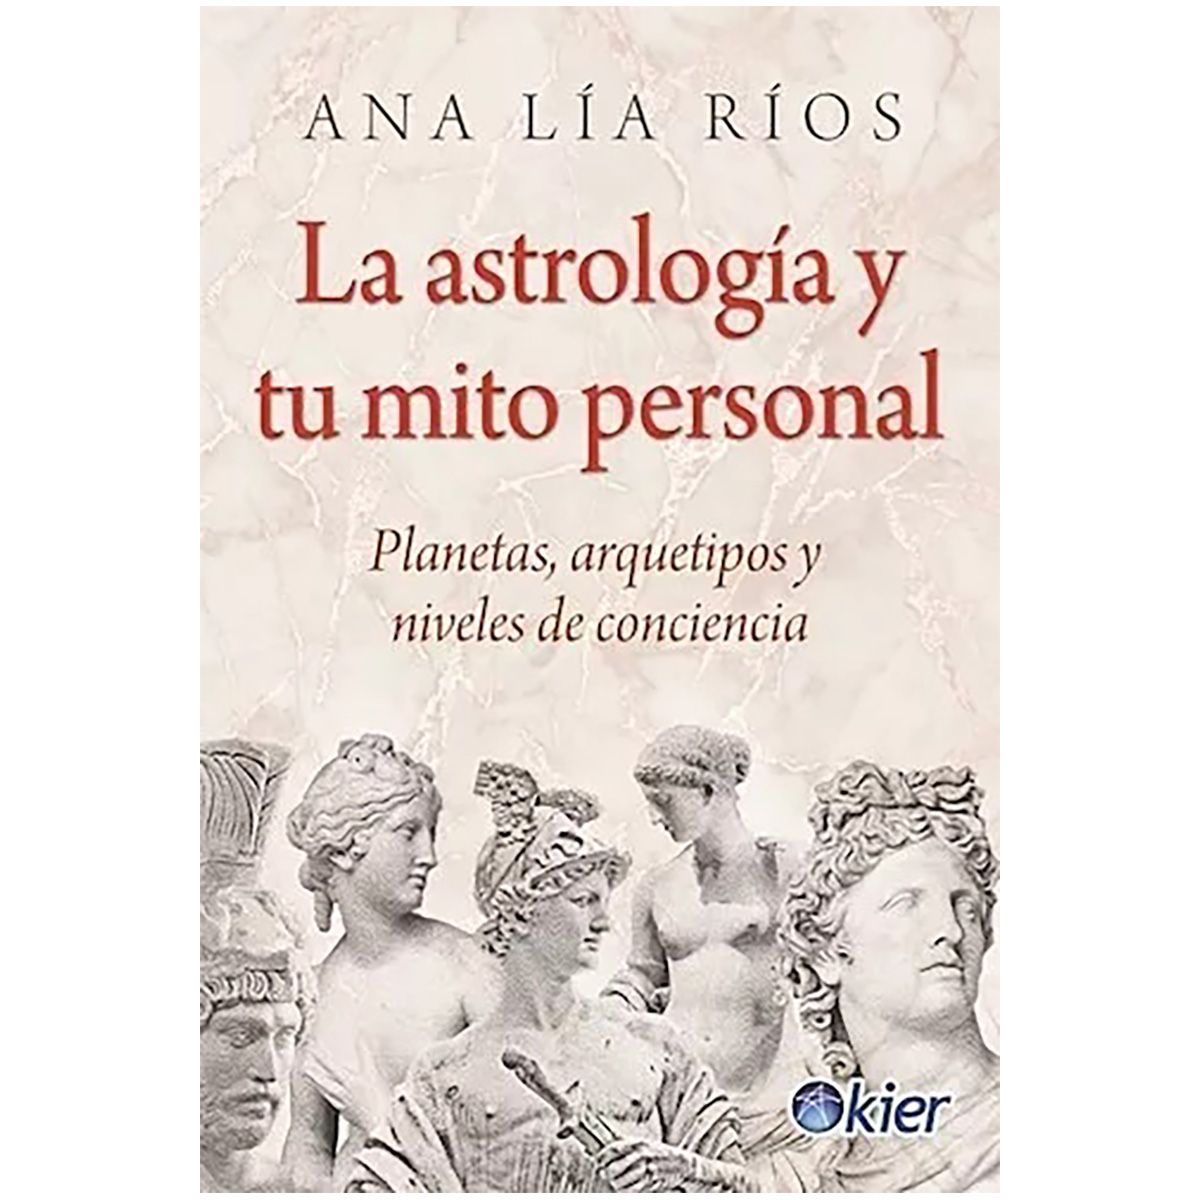 ANA LÍA RÍOS
La astrología y
tu mito personal
Planetas, arquetipos y
niveles de conciencia
kier